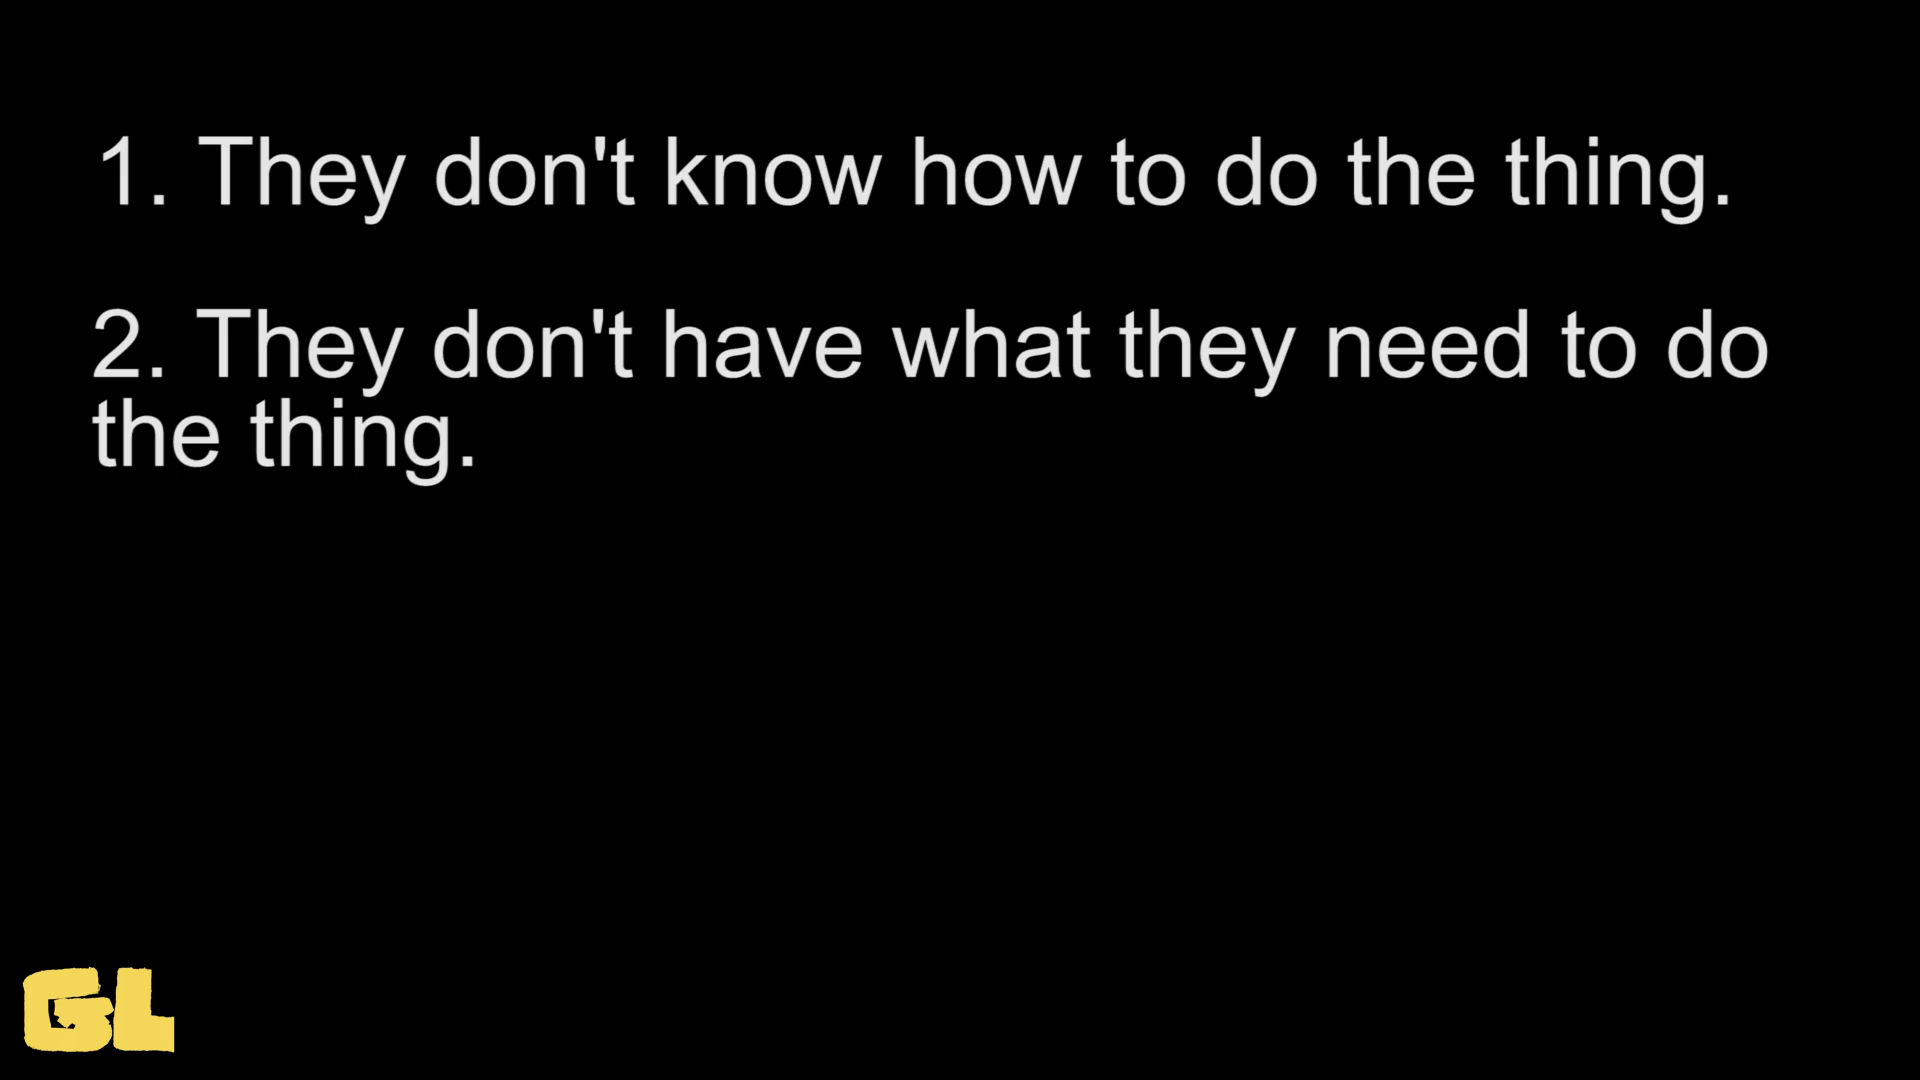 1. They don't know how to do the thing.
2. They don't have what they need to do
the thing.
GL